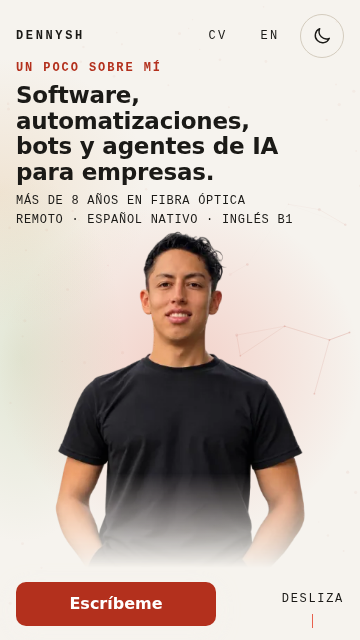 DENNYSH
CV
EN
UN POCO SOBRE MÍ
Software,
automatizaciones,
bots y agentes de IA
para empresas.
MÁS DE 8 AÑOS EN FIBRA ÓPTICA
REMOTO · ESPAÑOL NATIVO · INGLÉS B1
Escríbeme
DESLIZA